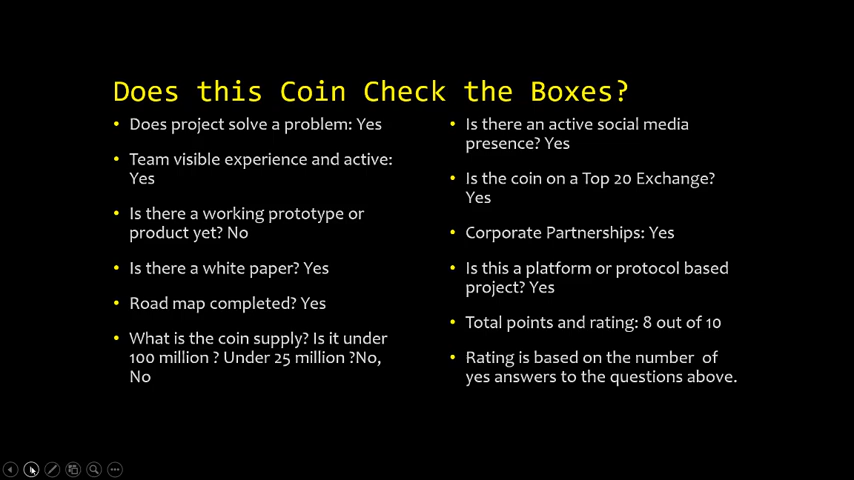 Does this Coin Check the Boxes?
• Does project solve a problem: Yes
• Team visible experience and active:
Yes
• Is there a working prototype or
product yet? No
• Is there a white paper? Yes
• Road map completed? Yes
• What is the coin supply? Is it under
100 million ? Under 25 million ?No,
No
• Is there an active social media
presence? Yes
• Is the coin on a Top 20 Exchange?
Yes
• Corporate Partnerships: Yes
• Is this a platform or protocol based
project? Yes
• Total points and rating: 8 out of 10
• Rating is based on the number of
yes answers to the questions above.